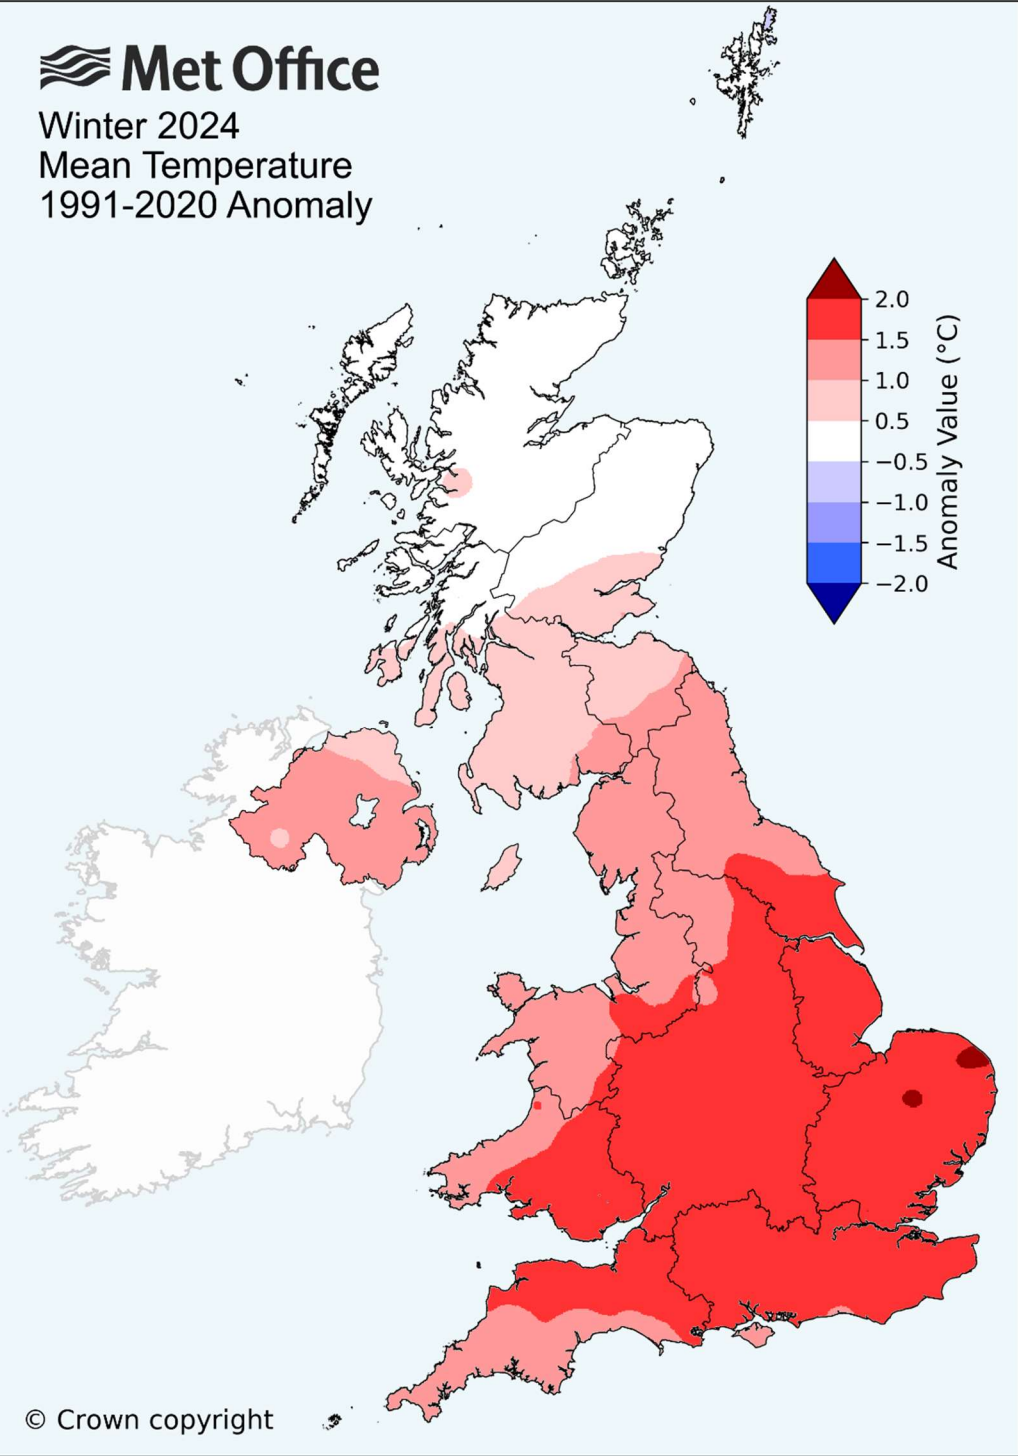 Met Office
Winter 2024
Mean Temperature
1991-2020 Anomaly
2.0
1.5
1.0
0.5
−0.5
−1.0
−1.5
−2.0
Anomaly Value (°C)
© Crown copyright